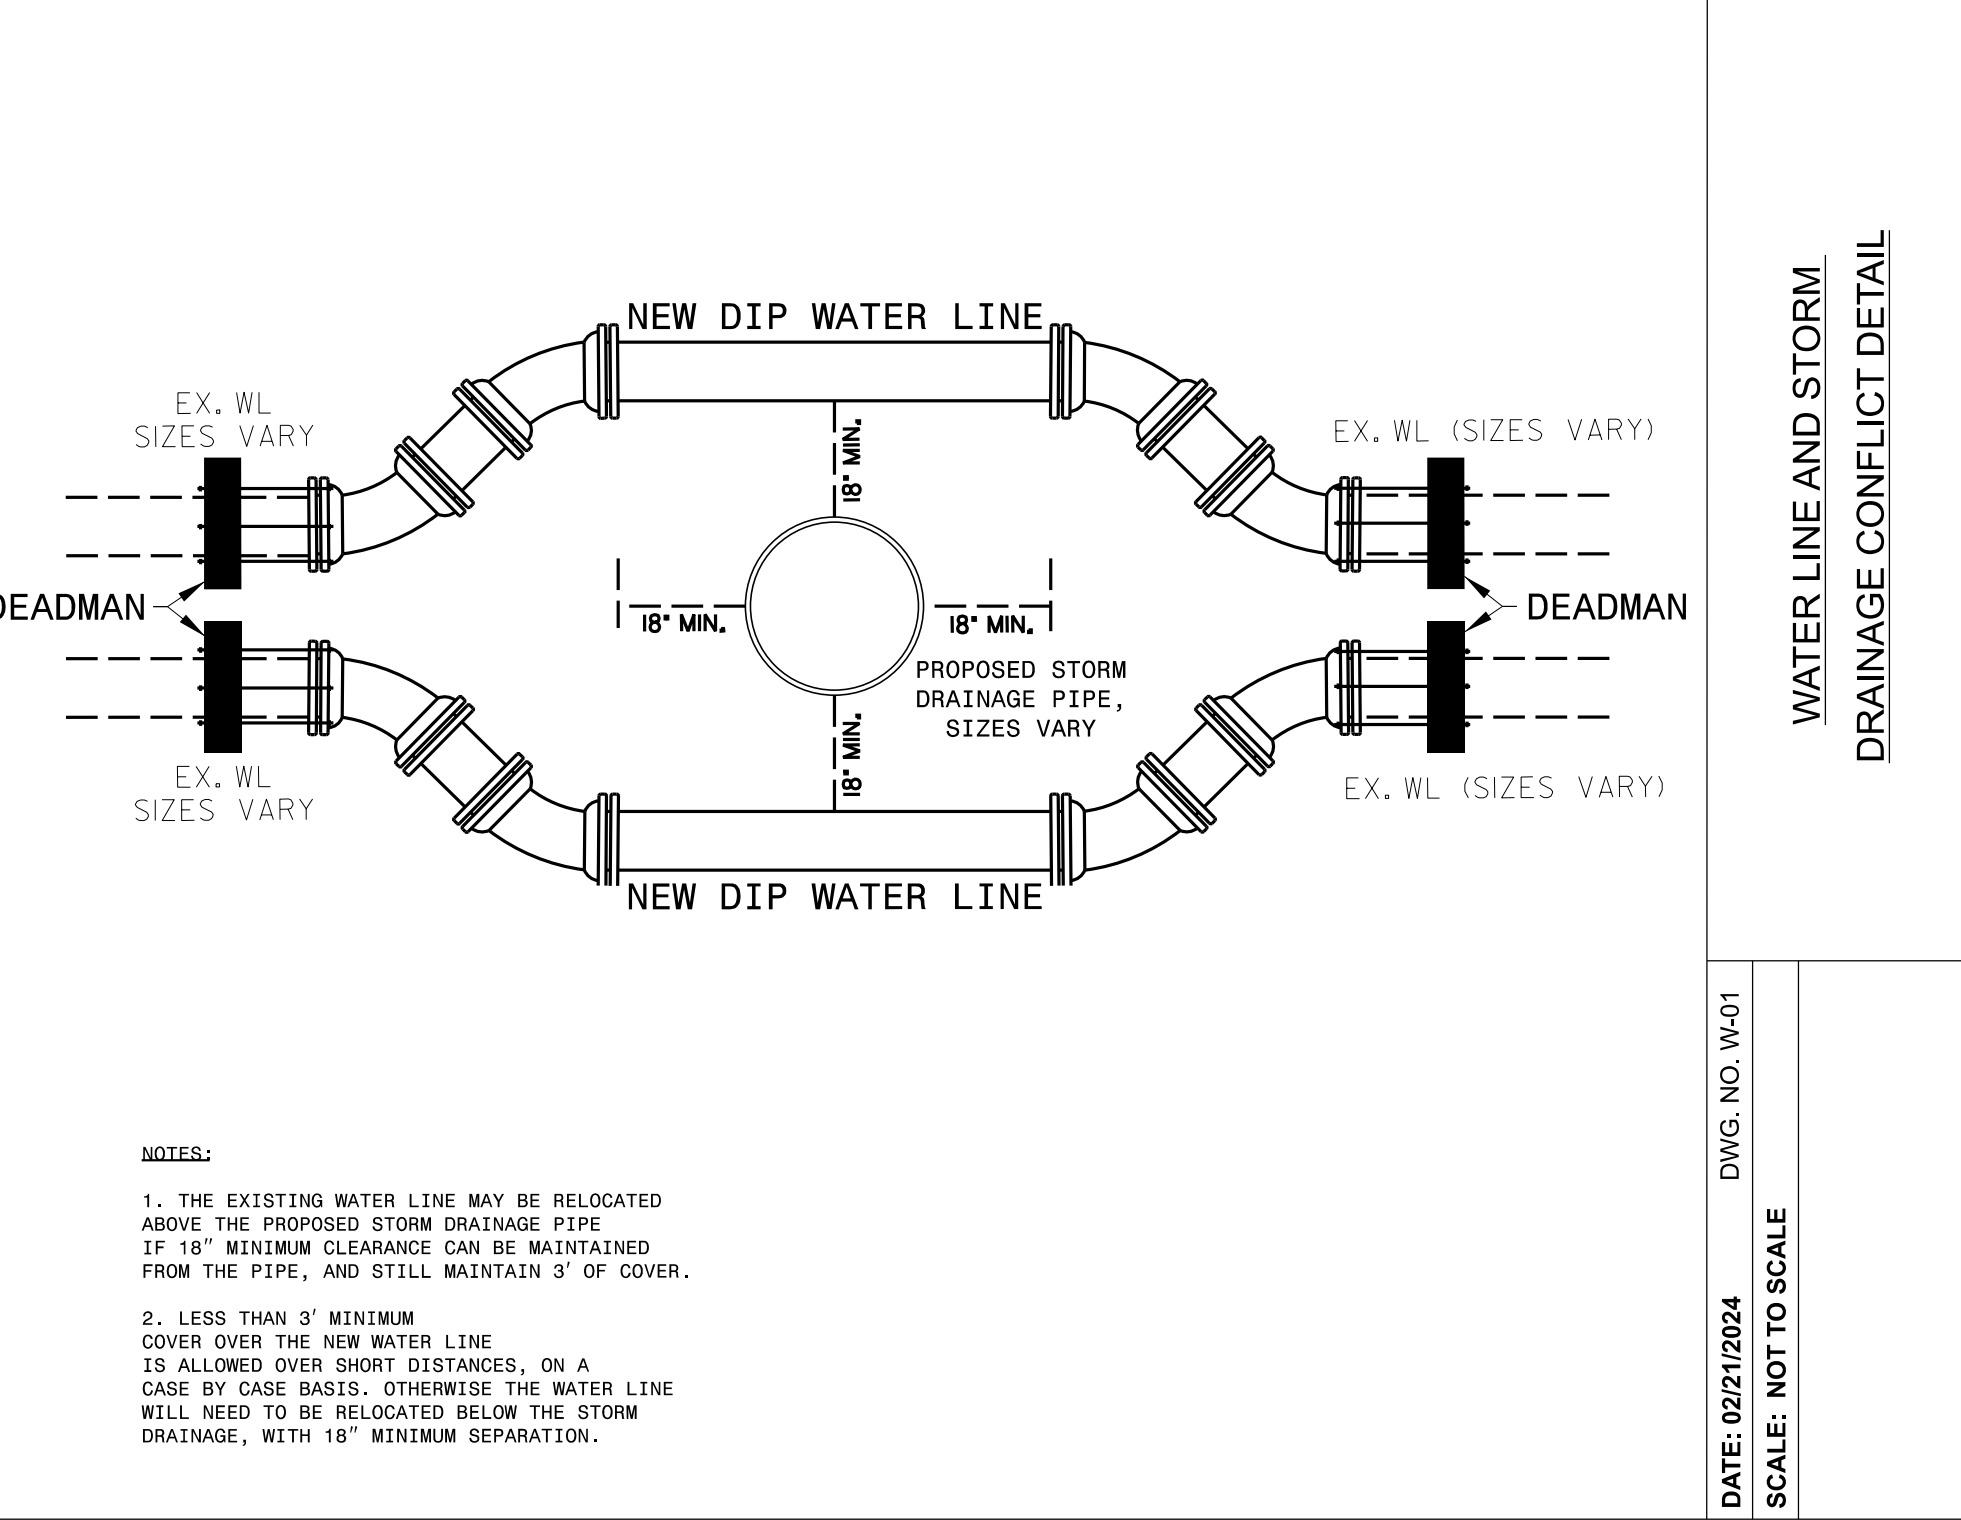 NEW DIP WATER LINE
EX. WL
SIZES VARY
EX. WL (SIZES VARY)
18" MIN.
18" MIN.
18" MIN.
18" MIN.
DEADMAN
DEADMAN
PROPOSED STORM
DRAINAGE PIPE,
SIZES VARY
EX. WL
SIZES VARY
EX. WL (SIZES VARY)
NEW DIP WATER LINE
NOTES:
1. THE EXISTING WATER LINE MAY BE RELOCATED
ABOVE THE PROPOSED STORM DRAINAGE PIPE
IF 18" MINIMUM CLEARANCE CAN BE MAINTAINED
FROM THE PIPE, AND STILL MAINTAIN 3' OF COVER.
2. LESS THAN 3' MINIMUM
COVER OVER THE NEW WATER LINE
IS ALLOWED OVER SHORT DISTANCES, ON A
CASE BY CASE BASIS. OTHERWISE THE WATER LINE
WILL NEED TO BE RELOCATED BELOW THE STORM
DRAINAGE, WITH 18" MINIMUM SEPARATION.
WATER LINE AND STORM
DRAINAGE CONFLICT DETAIL
DATE: 02/21/2024 DWG. NO. W-01
SCALE: NOT TO SCALE